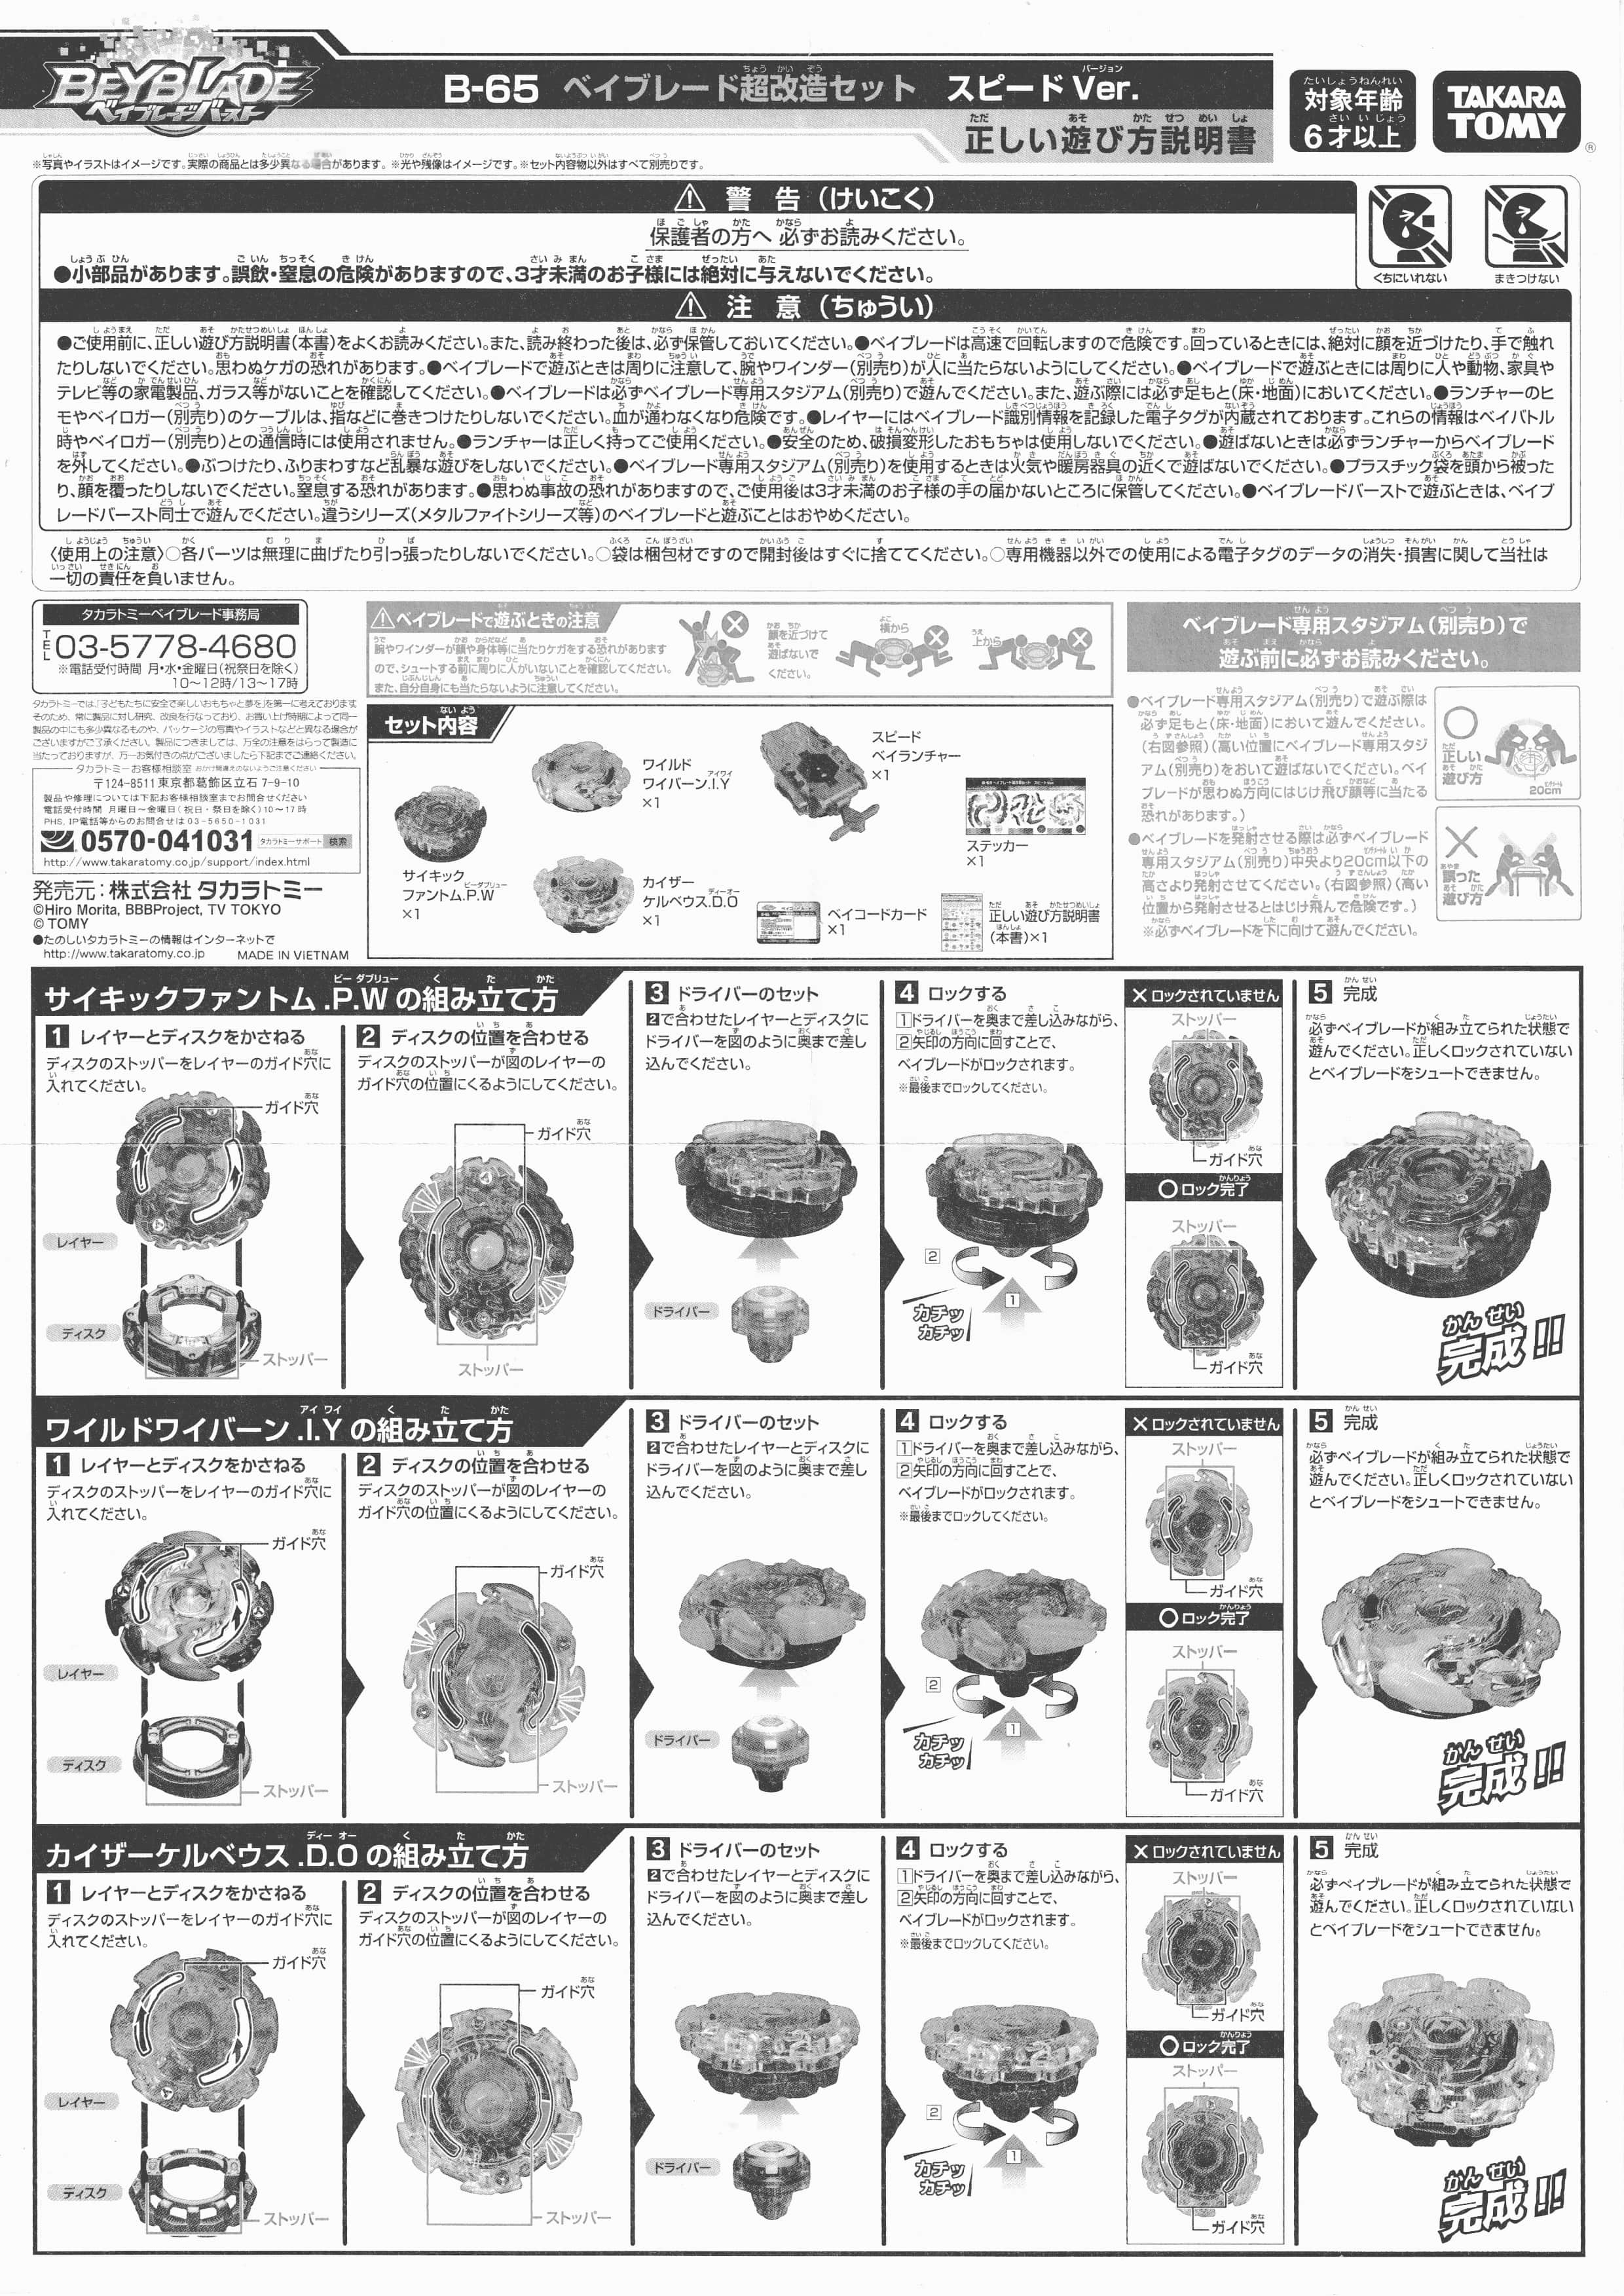 BEYBLADE
ベイブレードバースト
B-65 ベイブレード超改造セット スピードVer.
正しい遊び方説明書
対象年齢
6才以上
TAKARA
TOMY
※写真やイラストはイメージです。実際の商品とは多少異なる場合があります。※光や残像はイメージです。※セット内容物以外はすべて別売りです。
⚠ 警 告（けいこく）
保護者の方へ 必ずお読みください。
●小部品があります。誤飲・窒息の危険がありますので、3才未満のお子様には絶対に与えないでください。
くちにいれない
まきつけない
⚠ 注 意（ちゅうい）
●ご使用前に、正しい遊び方説明書(本書)をよくお読みください。また、読み終わった後は、必ず保管しておいてください。●ベイブレードは高速で回転しますので危険です。回っているときには、絶対に顔を近づけたり、手で触れ
たりしないでください。思わぬケガの恐れがあります。●ベイブレードで遊ぶときは周りに注意して、腕やワインダー(別売り)が人に当たらないようにしてください。●ベイブレードで遊ぶときには周りに人や動物、家具や
テレビ等の家電製品、ガラス等がないことを確認してください。●ベイブレードは必ずベイブレード専用スタジアム(別売り)で遊んでください。また、遊ぶ際には必ず足もと(床・地面)においてください。●ランチャーのヒ
モやベイロガー(別売り)のケーブルは、指などに巻きつけたりしないでください。血が通わなくなり危険です。●レイヤーにはベイブレード識別情報を記録した電子タグが内蔵されております。これらの情報はベイバトル
時やベイロガー(別売り)との通信時には使用されません。●ランチャーは正しく持ってご使用ください。●安全のため、破損変形したおもちゃは使用しないでください。●遊ばないときは必ずランチャーからベイブレード
を外してください。●ぶつけたり、ふりまわすなど乱暴な遊びをしないでください。●ベイブレード専用スタジアム(別売り)を使用するときは火気や暖房器具の近くで遊ばないでください。●プラスチック袋を頭から被った
り、顔を覆ったりしないでください。窒息する恐れがあります。●思わぬ事故の恐れがありますので、ご使用後は3才未満のお子様の手の届かないところに保管してください。●ベイブレードバーストで遊ぶときは、ベイブ
レードバースト同士で遊んでください。違うシリーズ(メタルファイトシリーズ等)のベイブレードと遊ぶことはおやめください。
〈使用上の注意〉○各パーツは無理に曲げたり引っ張ったりしないでください。○袋は梱包材ですので開封後はすぐに捨ててください。○専用機器以外での使用による電子タグのデータの消失・損害に関して当社は
一切の責任を負いません。
タカラトミーベイブレード事務局
TEL 03-5778-4680
※電話受付時間 月・水・金曜日(祝祭日を除く)
10〜12時/13〜17時
タカラトミーでは、「子どもたちに安全で楽しいおもちゃと夢を」を第一に考えております
そのため、常に製品に対し研究、改良を行なっており、お買い上げ時期によって同一
製品の中にも多少異なるものや、パッケージの写真やイラストなどと異なる場合が
ございますがご了承ください。製品につきましては、万全の注意をはらって製造に
当たっておりますが、万一お気付きの点がございましたら下記までご連絡ください。
タカラトミーお客様相談室 おかけ間違えのないようご注意ください
〒124-8511 東京都葛飾区立石 7-9-10
製品や修理については下記お客様相談室までお問合せください
電話受付時間 月曜日〜金曜日(祝日・祭日を除く)10〜17時
PHS、IP電話等からのお問合せは 03-5650-1031
0570-041031 タカラトミーサポート 検索
http://www.takaratomy.co.jp/support/index.html
発売元：株式会社 タカラトミー
©Hiro Morita, BBBProject, TV TOKYO
© TOMY
●たのしいタカラトミーの情報はインターネットで
http://www.takaratomy.co.jp MADE IN VIETNAM
⚠ベイブレードで遊ぶときの注意
腕やワインダーが顔や身体等に当たりケガをする恐れがあります
ので、シュートする前に周りに人がいないことを確認してください。
また、自分自身にも当たらないように注意してください。
顔を近づけて
遊ばないで
ください。
横から
上から
セット内容
サイキック
ファントム.P.W
×1
ワイルド
ワイバーン.I.Y
×1
カイザー
ケルベウス.D.O
×1
スピード
ベイランチャー
×1
ベイコードカード
×1
ステッカー
×1
正しい遊び方説明書
(本書)×1
ベイブレード専用スタジアム(別売り)で
遊ぶ前に必ずお読みください。
●ベイブレード専用スタジアム(別売り)で遊ぶ際は
必ず足もと(床・地面)において遊んでください。
(右図参照)(高い位置にベイブレード専用スタジ
アム(別売り)をおいて遊ばないでください。ベイ
ブレードが思わぬ方向にはじけ飛び顔等に当たる
恐れがあります。)
●ベイブレードを発射させる際は必ずベイブレード
専用スタジアム(別売り)中央より20cm以下の
高さより発射させてください。(右図参照)(高い
位置から発射させるとはじけ飛んで危険です。)
※必ずベイブレードを下に向けて遊んでください。
正しい
遊び方
20cm
誤った
遊び方
サイキックファントム.P.Wの組み立て方
1 レイヤーとディスクをかさねる
ディスクのストッパーをレイヤーのガイド穴に
入れてください。
ガイド穴
レイヤー
ディスク
ストッパー
2 ディスクの位置を合わせる
ディスクのストッパーが図のレイヤーの
ガイド穴の位置にくるようにしてください。
ガイド穴
ストッパー
3 ドライバーのセット
2で合わせたレイヤーとディスクに
ドライバーを図のように奥まで差し
込んでください。
ドライバー
4 ロックする
1ドライバーを奥まで差し込みながら、
2矢印の方向に回すことで、
ベイブレードがロックされます。
※最後までロックしてください。
2
1
カチッ
カチッ
×ロックされていません
ストッパー
ガイド穴
○ロック完了
ストッパー
ガイド穴
5 完成
必ずベイブレードが組み立てられた状態で
遊んでください。正しくロックされていない
とベイブレードをシュートできません。
完成!!
ワイルドワイバーン.I.Yの組み立て方
1 レイヤーとディスクをかさねる
ディスクのストッパーをレイヤーのガイド穴に
入れてください。
ガイド穴
レイヤー
ディスク
ストッパー
2 ディスクの位置を合わせる
ディスクのストッパーが図のレイヤーの
ガイド穴の位置にくるようにしてください。
ガイド穴
ストッパー
3 ドライバーのセット
2で合わせたレイヤーとディスクに
ドライバーを図のように奥まで差し
込んでください。
ドライバー
4 ロックする
1ドライバーを奥まで差し込みながら、
2矢印の方向に回すことで、
ベイブレードがロックされます。
※最後までロックしてください。
2
1
カチッ
カチッ
×ロックされていません
ストッパー
ガイド穴
○ロック完了
ストッパー
ガイド穴
5 完成
必ずベイブレードが組み立てられた状態で
遊んでください。正しくロックされていない
とベイブレードをシュートできません。
完成!!
カイザーケルベウス.D.Oの組み立て方
1 レイヤーとディスクをかさねる
ディスクのストッパーをレイヤーのガイド穴に
入れてください。
ガイド穴
レイヤー
ディスク
ストッパー
2 ディスクの位置を合わせる
ディスクのストッパーが図のレイヤーの
ガイド穴の位置にくるようにしてください。
ガイド穴
ストッパー
3 ドライバーのセット
2で合わせたレイヤーとディスクに
ドライバーを図のように奥まで差し
込んでください。
ドライバー
4 ロックする
1ドライバーを奥まで差し込みながら、
2矢印の方向に回すことで、
ベイブレードがロックされます。
※最後までロックしてください。
2
1
カチッ
カチッ
×ロックされていません
ストッパー
ガイド穴
○ロック完了
ストッパー
ガイド穴
5 完成
必ずベイブレードが組み立てられた状態で
遊んでください。正しくロックされていない
とベイブレードをシュートできません。
完成!!